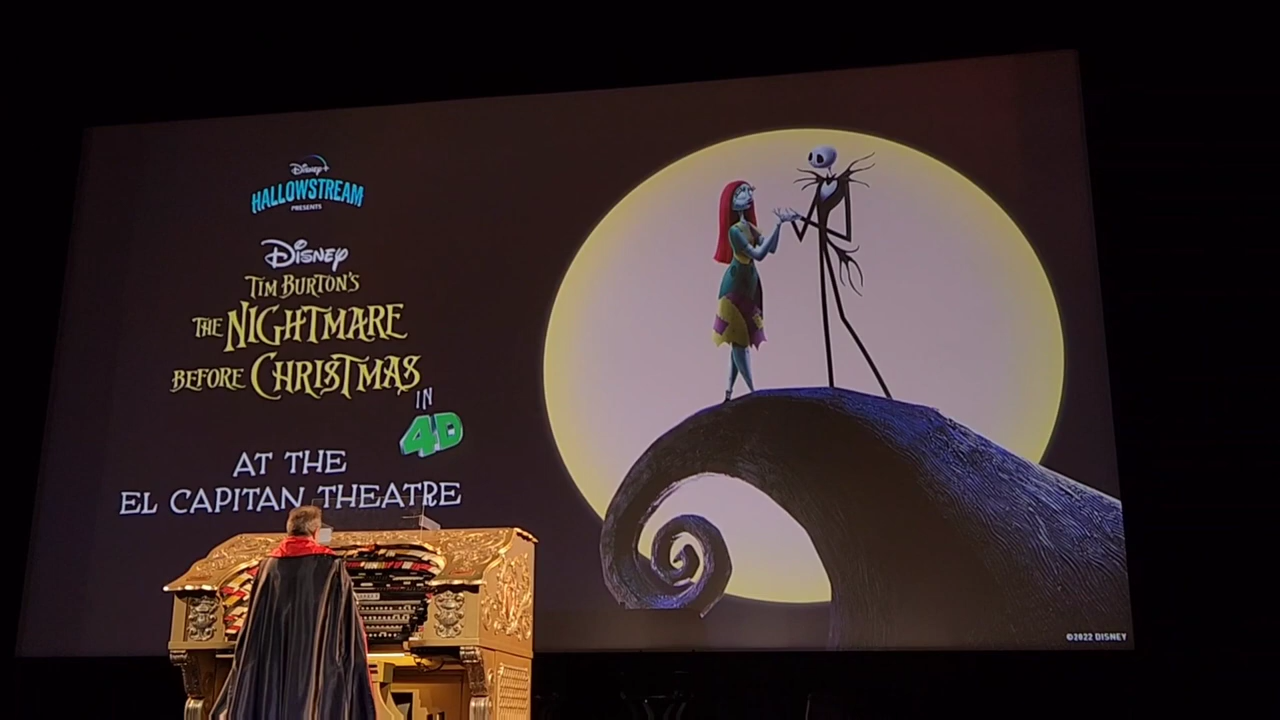 Disney+
HALLOWSTREAM
PRESENTS
DISNEY
TIM BURTON'S
THE NIGHTMARE
BEFORE CHRISTMAS
IN
4D
AT THE
EL CAPITAN THEATRE
©2022 DISNEY